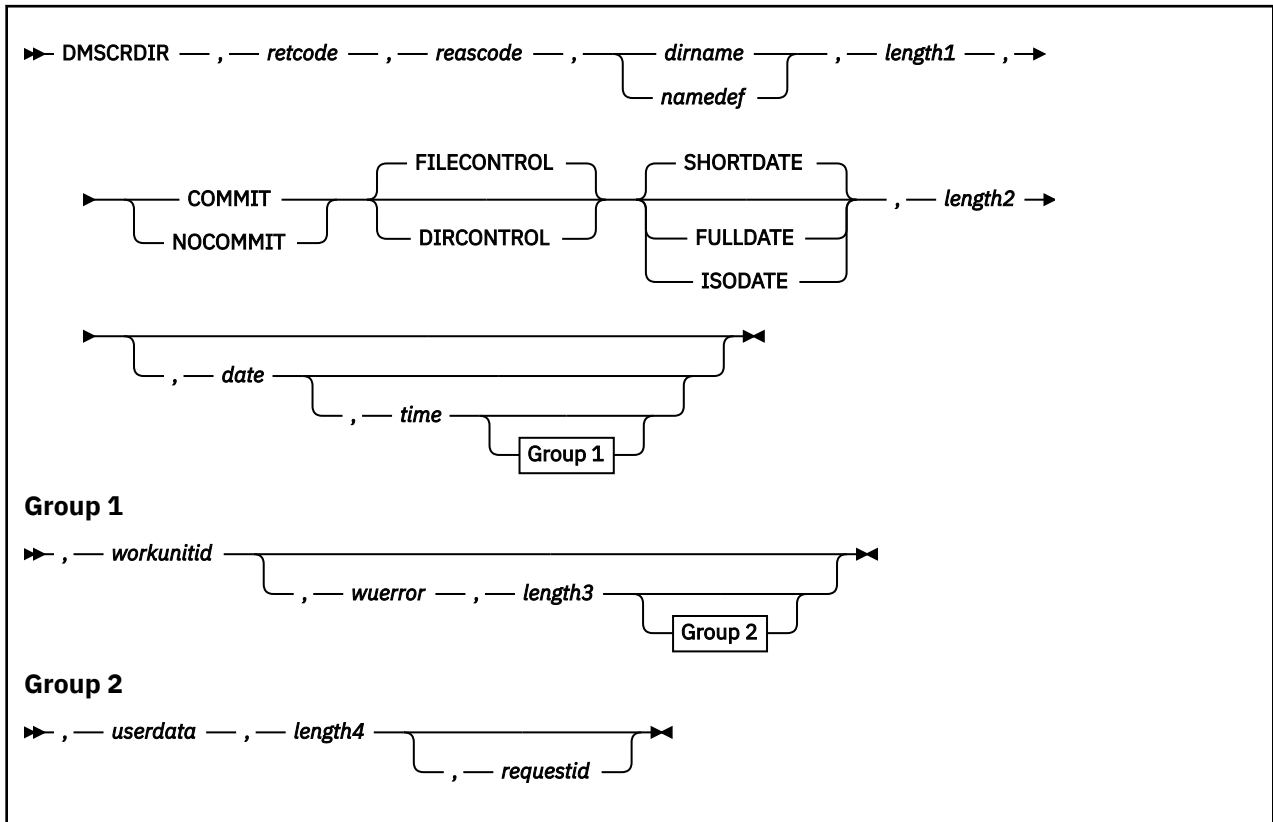 DMSCRDIR , retcode , reascode , dirname , length1 ,
namedef
FILECONTROL SHORTDATE
COMMIT , length2
NOCOMMIT DIRCONTROL FULLDATE
ISODATE
, date
, time
Group 1
Group 1
, workunitid
, wuerror , length3
Group 2
Group 2
, userdata , length4
, requestid